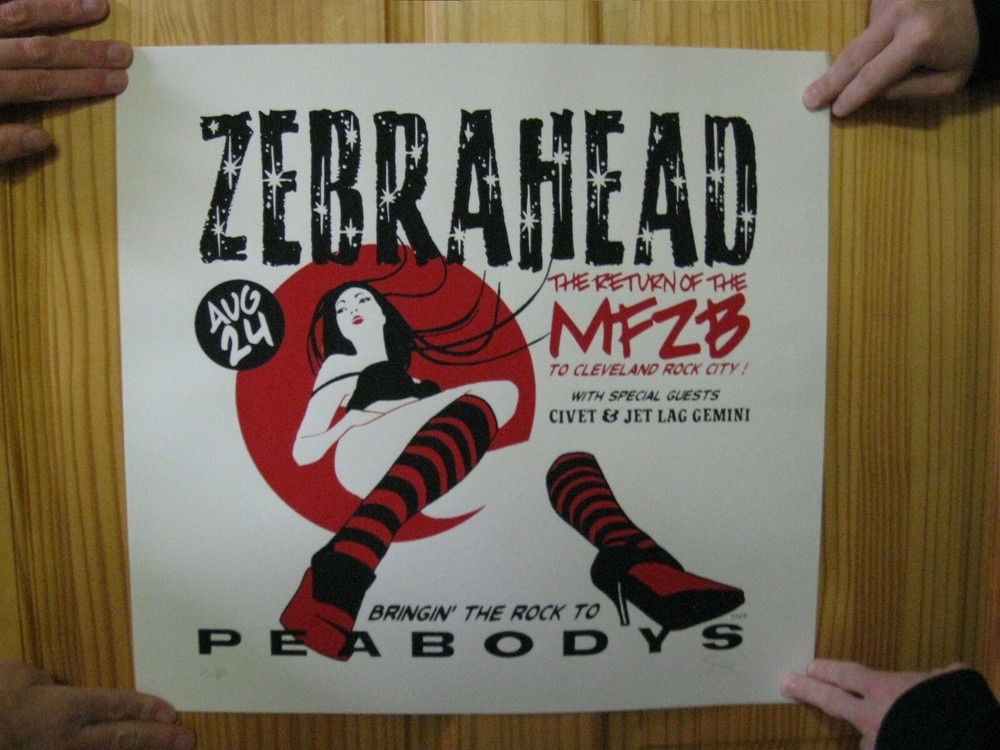 ZEBRAHEAD
AUG
24
THE RETURN OF THE
MFZB
TO CLEVELAND ROCK CITY!
WITH SPECIAL GUESTS
CIVET & JET LAG GEMINI
BRINGIN' THE ROCK TO
PEABODYS